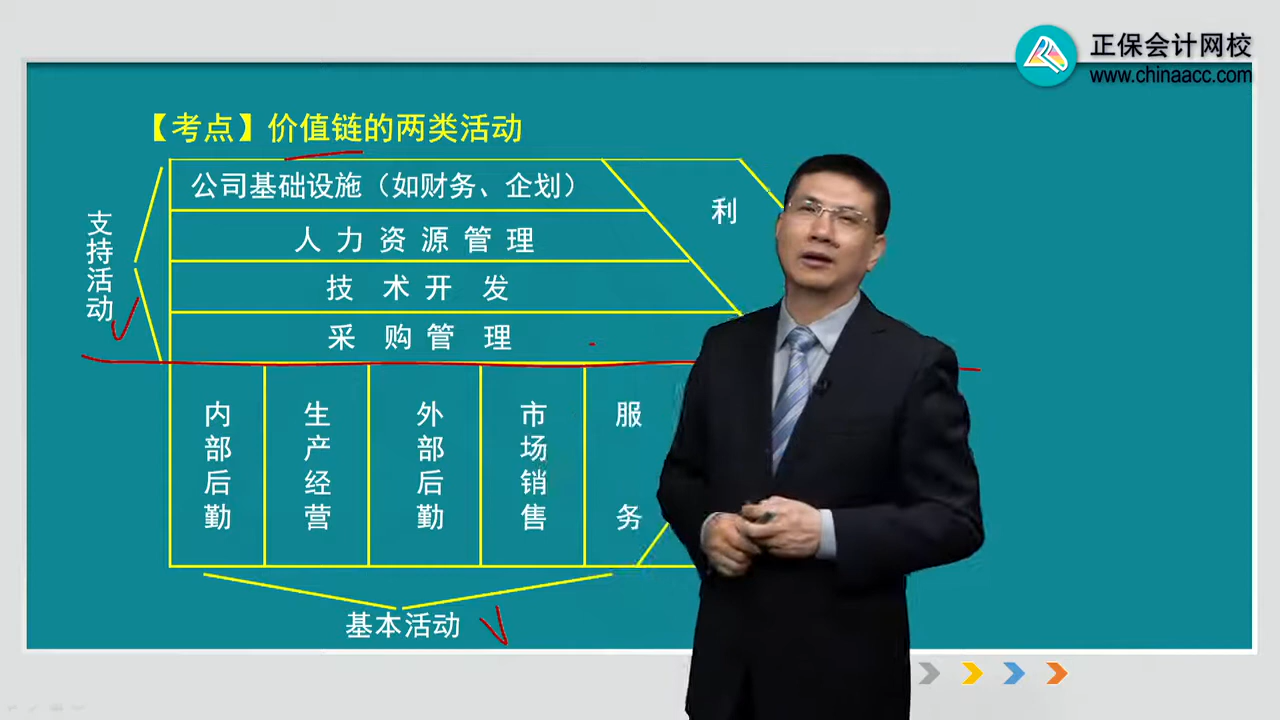 正保会计网校
www.chinaacc.com
【考点】价值链的两类活动
支持活动
公司基础设施（如财务、企划）
人力资源管理
技术开发
采购管理
利
内部后勤
生产经营
外部后勤
市场销售
服务
基本活动